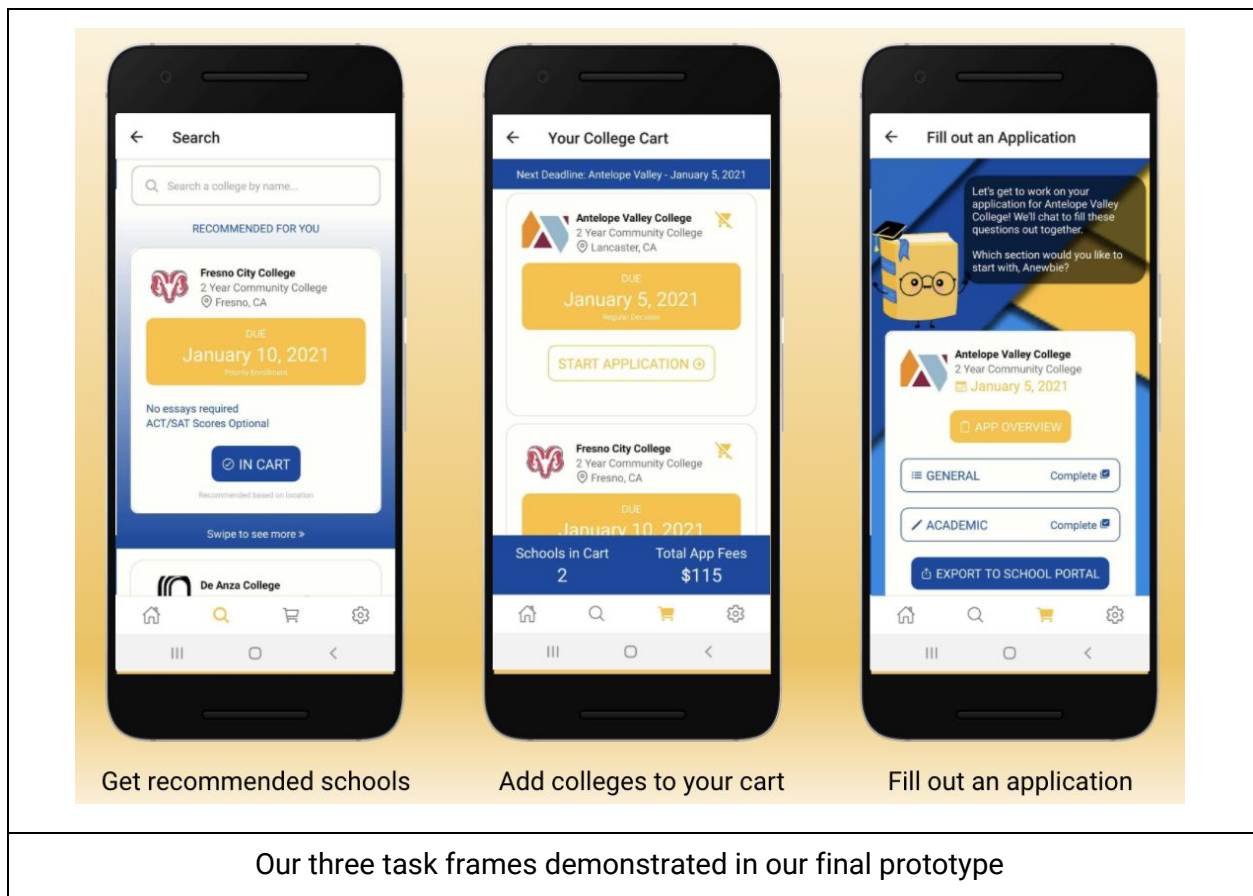 Search
Search a college by name...
RECOMMENDED FOR YOU
Fresno City College
2 Year Community College
Fresno, CA
DUE
January 10, 2021
Priority Enrollment
No essays required
ACT/SAT Scores Optional
IN CART
Recommended based on location
Swipe to see more »
De Anza College
Get recommended schools
Your College Cart
Next Deadline: Antelope Valley - January 5, 2021
Antelope Valley College
2 Year Community College
Lancaster, CA
DUE
January 5, 2021
Regular Decision
START APPLICATION
Fresno City College
2 Year Community College
Fresno, CA
DUE
January 10, 2021
Schools in Cart Total App Fees
2 $115
Add colleges to your cart
Fill out an Application
Let's get to work on your
application for Antelope Valley
College! We'll chat to fill these
questions out together.
Which section would you like to
start with, Anewbie?
Antelope Valley College
2 Year Community College
January 5, 2021
APP OVERVIEW
GENERAL Complete
ACADEMIC Complete
EXPORT TO SCHOOL PORTAL
Fill out an application
Our three task frames demonstrated in our final prototype